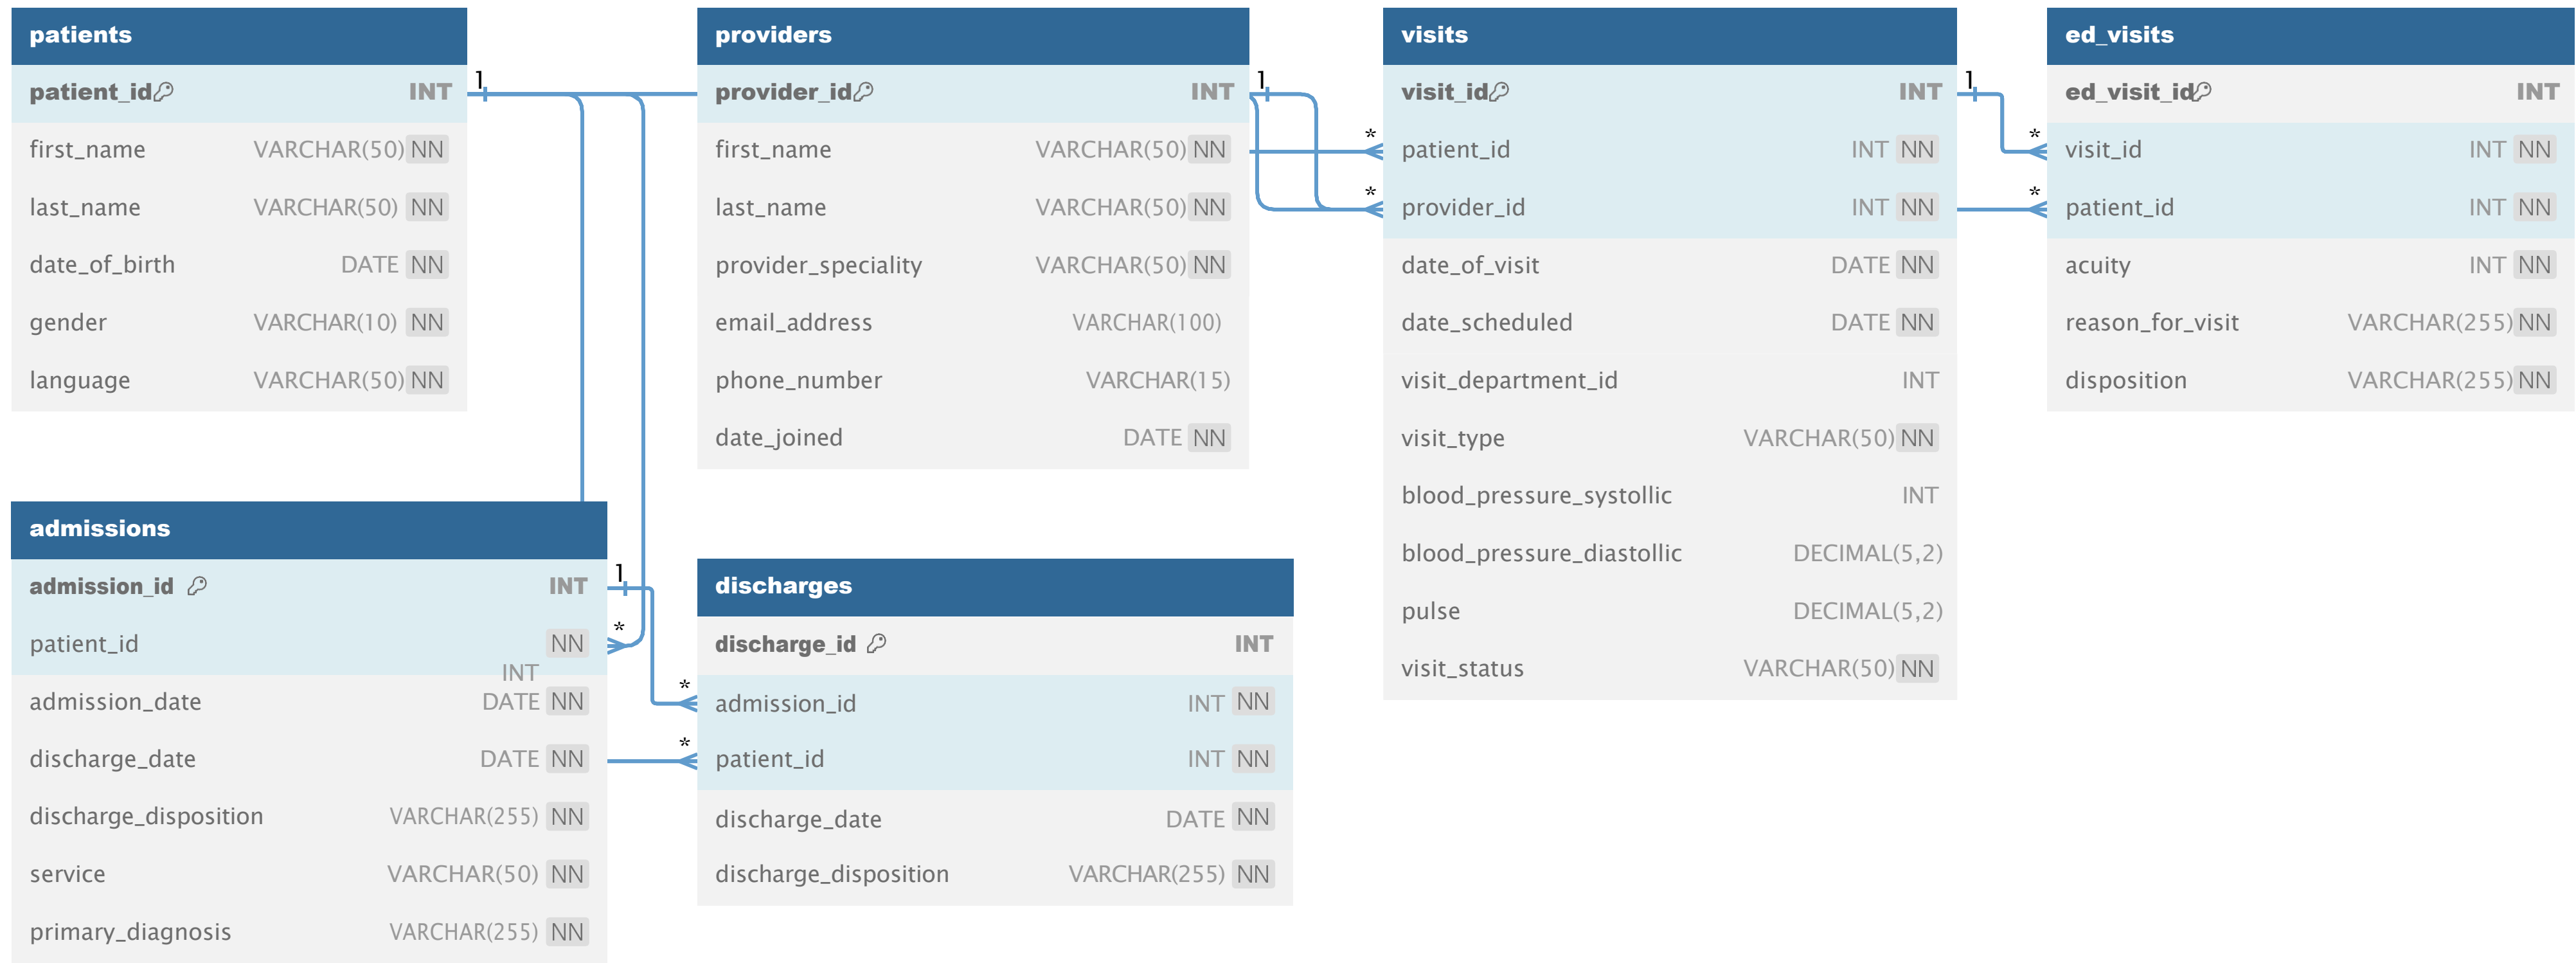 patients
patient_id INT
first_name VARCHAR(50) NN
last_name VARCHAR(50) NN
date_of_birth DATE NN
gender VARCHAR(10) NN
language VARCHAR(50) NN
1
providers
provider_id INT
first_name VARCHAR(50) NN
last_name VARCHAR(50) NN
provider_speciality VARCHAR(50) NN
email_address VARCHAR(100)
phone_number VARCHAR(15)
date_joined DATE NN
1
*
*
visits
visit_id INT
patient_id INT NN
provider_id INT NN
date_of_visit DATE NN
date_scheduled DATE NN
visit_department_id INT
visit_type VARCHAR(50) NN
blood_pressure_systollic INT
blood_pressure_diastollic DECIMAL(5,2)
pulse DECIMAL(5,2)
visit_status VARCHAR(50) NN
1
*
*
ed_visits
ed_visit_id INT
visit_id INT NN
patient_id INT NN
acuity INT NN
reason_for_visit VARCHAR(255) NN
disposition VARCHAR(255) NN
admissions
admission_id INT
patient_id INT NN
admission_date DATE NN
discharge_date DATE NN
discharge_disposition VARCHAR(255) NN
service VARCHAR(50) NN
primary_diagnosis VARCHAR(255) NN
1
*
*
*
discharges
discharge_id INT
admission_id INT NN
patient_id INT NN
discharge_date DATE NN
discharge_disposition VARCHAR(255) NN